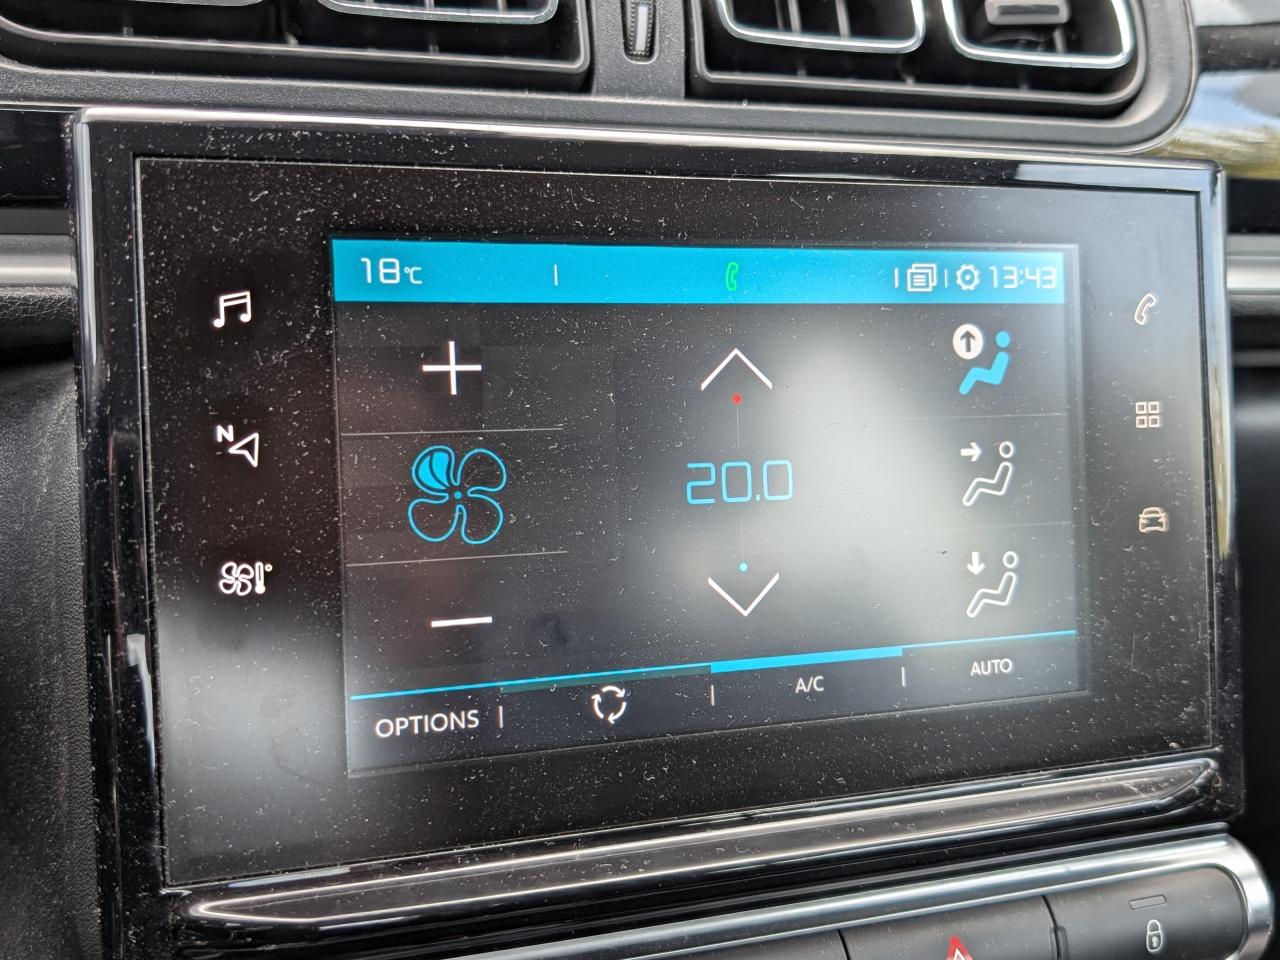 18°C
13:43
N
20.0
OPTIONS
A/C
AUTO